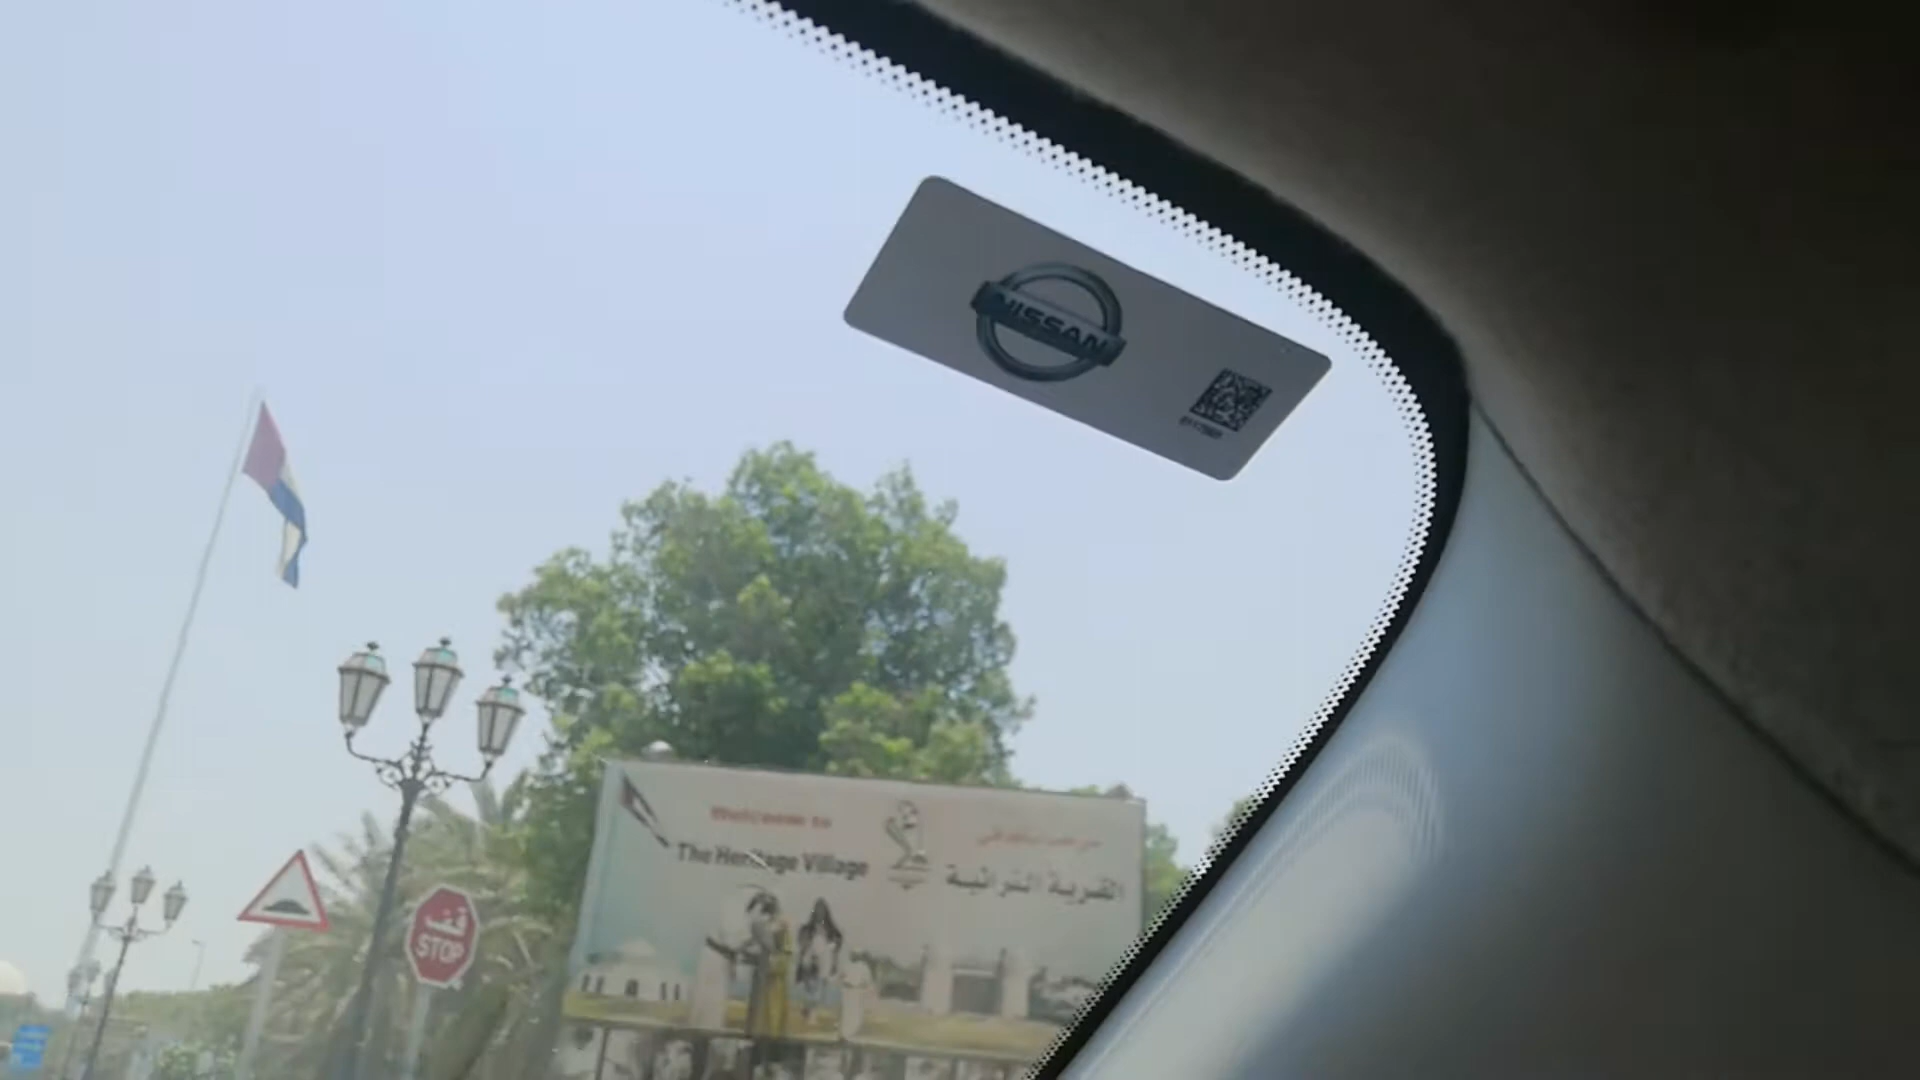 NISSAN
Welcome to
The Heritage Village
القرية التراثية
قف
STOP